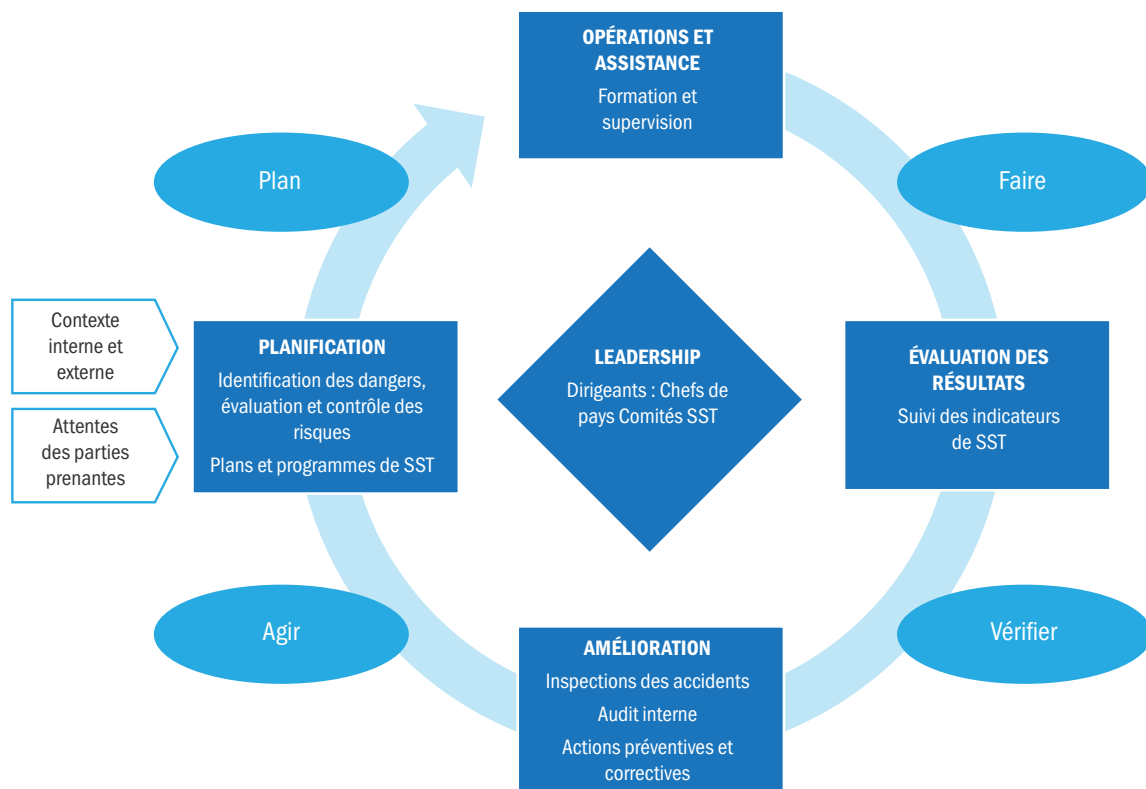 OPÉRATIONS ET
ASSISTANCE
Formation et
supervision
Plan
Faire
Contexte
interne et
externe
Attentes
des parties
prenantes
PLANIFICATION
Identification des dangers,
évaluation et contrôle des
risques
Plans et programmes de SST
LEADERSHIP
Dirigeants : Chefs de
pays Comités SST
ÉVALUATION DES
RÉSULTATS
Suivi des indicateurs
de SST
Agir
Vérifier
AMÉLIORATION
Inspections des accidents
Audit interne
Actions préventives et
correctives